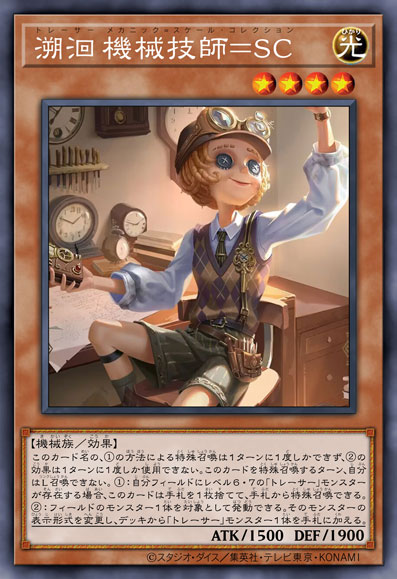 トレーサー メカニック＝スケール・コレクション
溯洄 機械技師＝SC
ひかり
光
【機械族／効果】
このカード名の、①の方法による特殊召喚は１ターンに１度しかできず、②の
効果は１ターンに１度しか使用できない。このカードを特殊召喚するターン、自分
はし召喚できない。①：自分フィールドにレベル６・７の「トレーサー」モンスター
が存在する場合、このカードは手札を１枚捨てて、手札から特殊召喚できる。
②：フィールドのモンスター１体を対象として発動できる。そのモンスターの
表示形式を変更し、デッキから「トレーサー」モンスター１体を手札に加える。
ATK/1500 DEF/1900
©スタジオ・ダイス／集英社・テレビ東京・KONAMI